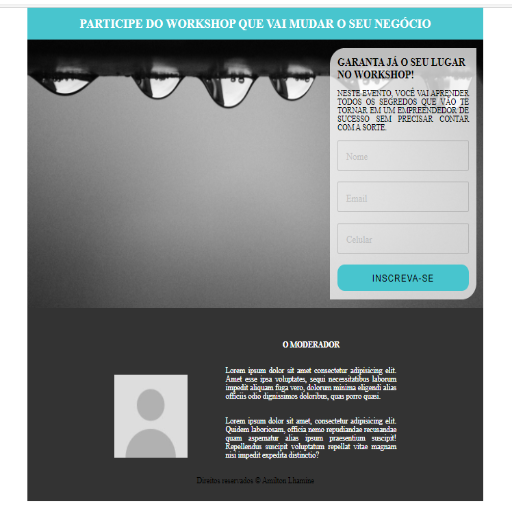 PARTICIPE DO WORKSHOP QUE VAI MUDAR O SEU NEGÓCIO
GARANTA JÁ O SEU LUGAR
NO WORKSHOP!
NESTE EVENTO, VOCÊ VAI APRENDER
TODOS OS SEGREDOS QUE VÃO TE
TORNAR EM UM EMPREENDEDOR DE
SUCESSO SEM PRECISAR CONTAR
COM A SORTE.
Nome
Email
Celular
INSCREVA-SE
O MODERADOR
Lorem ipsum dolor sit amet consectetur adipisicing elit.
Amet esse ipsa voluptates, sequi necessitatibus laborum
impedit aliquam fuga vero, dolorum minima eligendi alias
officiis odio dignissimos doloribus, quas porro quasi.
Lorem ipsum dolor sit amet, consectetur adipisicing elit.
Quidem laboriosam, officia nemo repudiandae recusandae
quam aspernatur alias ipsum praesentium suscipit!
Rependus suscipit voluptatum repellat vitae magnam
nisi impedit expedita distinctio?
Direitos reservados ©